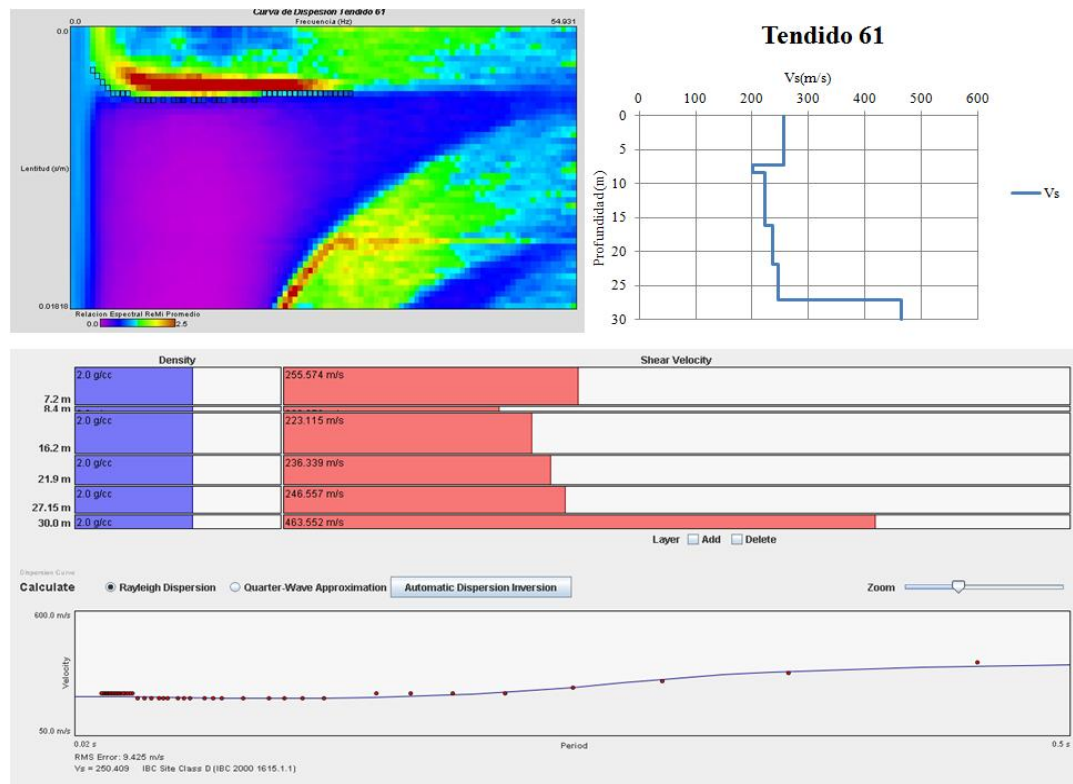 Curva de Dispesión Tendido 61
0.0 Frecuencia (Hz) 54.931
0.0
Lentitud (s/m)
0.01818
Relacion Espectral ReMi Promedio
0.0 2.5
Tendido 61
Vs(m/s)
0 100 200 300 400 500 600
0
5
10
15
20
25
30
Profundidad(m)
Vs
Density Shear Velocity
2.0 g/cc 255.574 m/s
7.2 m
8.4 m
2.0 g/cc 223.115 m/s
16.2 m
2.0 g/cc 236.339 m/s
21.9 m
2.0 g/cc 246.557 m/s
27.15 m
30.0 m 2.0 g/cc 463.552 m/s
Layer Add Delete
Dispersion Curve
Calculate Rayleigh Dispersion Quarter-Wave Approximation Automatic Dispersion Inversion Zoom
600.0 m/s
Velocity
50.0 m/s
0.02 s Period 0.5 s
RMS Error: 9.425 m/s
Vs = 250.409 IBC Site Class D (IBC 2000 1615.1.1)